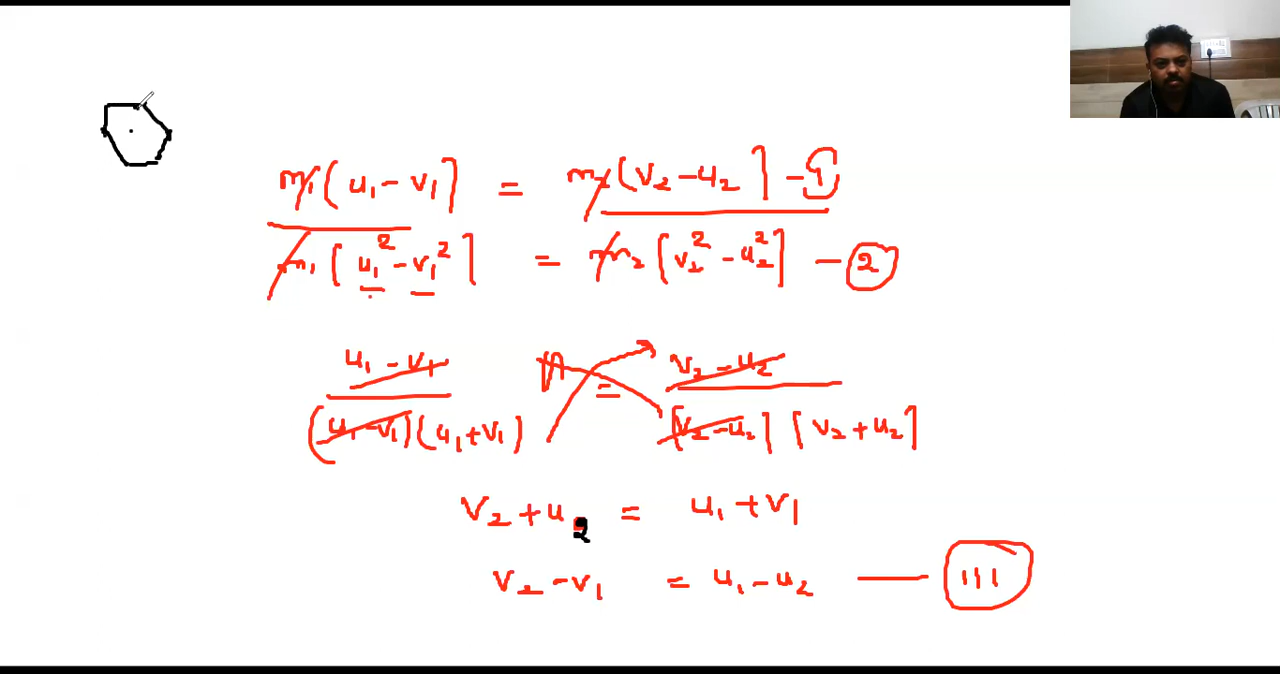 m₁(u₁ - v₁] = m₂(v₂ - u₂] - 1
m₁[u₁² - v₁²] = m₂[v₂² - u₂²] - 2
u₁ - v₁ = v₂ - u₂
(u₁ - v₁)(u₁ + v₁) [v₂ - u₂] [v₂ + u₂]
v₂ + u₂ = u₁ + v₁
v₂ - v₁ = u₁ - u₂ — III